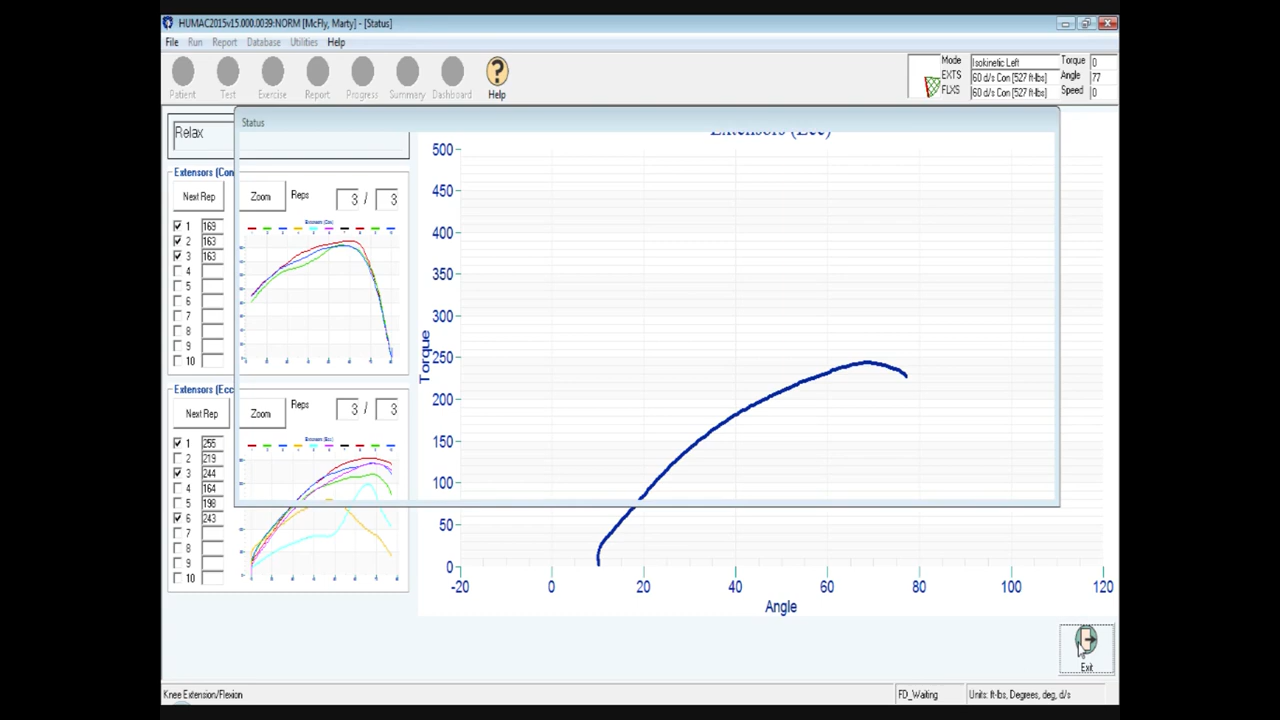 HUMAC2015v15.000.0039:NORM [McFly, Marty] - [Status]
File Run Report Database Utilities Help
Patient Test Exercise Report Progress Summary Dashboard Help
Mode Isokinetic Left Torque 0
EXTS 60 d/s Con [527 ft-lbs] Angle 77
FLXS 60 d/s Con [527 ft-lbs] Speed 0
Status
Relax
Extensors (Ecc)
Extensors (Con
Next Rep Zoom Reps 3 / 3
1 169
2 163
3 163
4
5
6
7
8
9
10
Extensors (Ecc
Next Rep Zoom Reps 3 / 3
1 255
2 219
3 244
4 164
5 198
6 243
7
8
9
10
500
450
400
350
300
250
200
150
100
50
0
Torque
-20 0 20 40 60 80 100 120
Angle
Exit
Knee Extension/Flexion FD_Waiting Units: ft-lbs, Degrees, deg, d/s